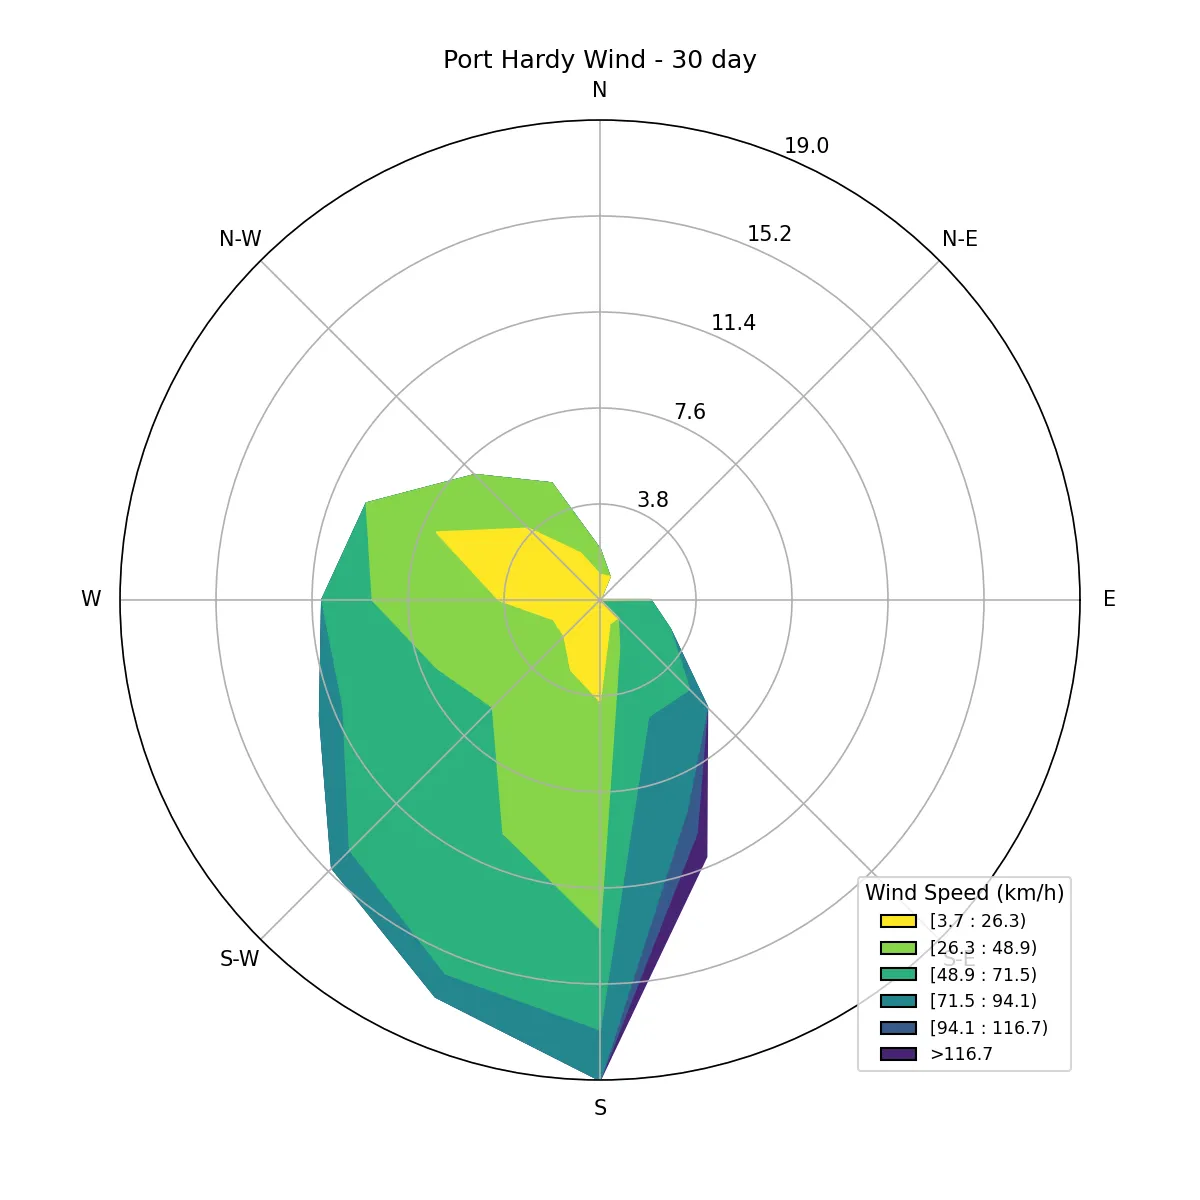 Port Hardy Wind - 30 day
N
19.0
15.2
N-W
N-E
11.4
7.6
3.8
W
E
Wind Speed (km/h)
[3.7 : 26.3)
[26.3 : 48.9)
S-W
S-E
[48.9 : 71.5)
[71.5 : 94.1)
[94.1 : 116.7)
>116.7
S